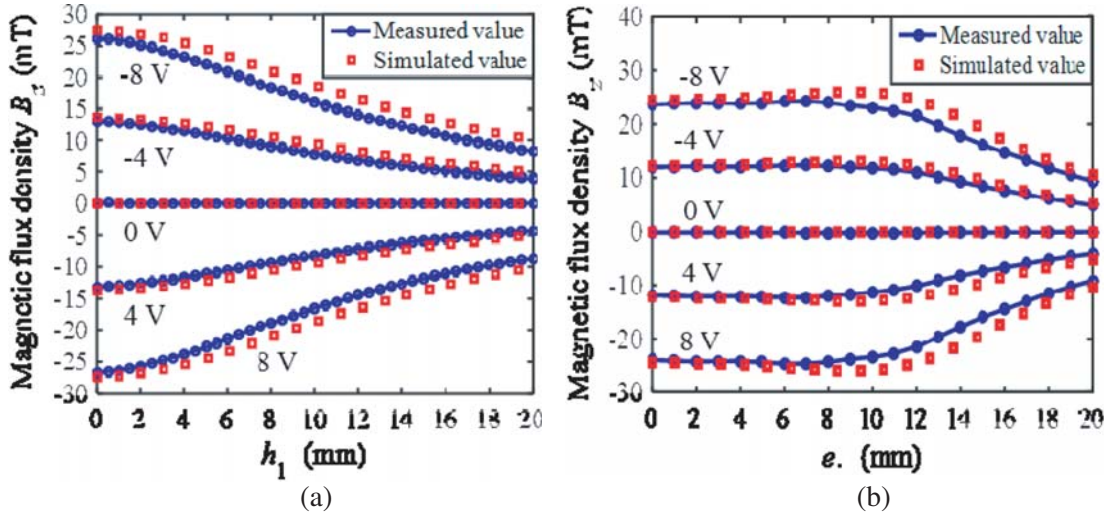 Magnetic flux density B_z (mT)
30
25
20
15
10
5
0
-5
-10
-15
-20
-25
-30
Measured value
Simulated value
-8 V
-4 V
0 V
4 V
8 V
0 2 4 6 8 10 12 14 16 18 20
h1 (mm)
(a)
Magnetic flux density B_z (mT)
40
30
20
10
0
-10
-20
-30
Measured value
Simulated value
-8 V
-4 V
0 V
4 V
8 V
0 2 4 6 8 10 12 14 16 18 20
e. (mm)
(b)